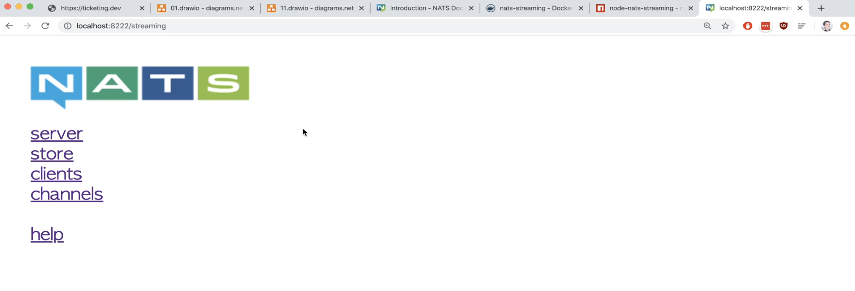 https://ticketing.dev
01.drawio - diagrams.ne
11.drawio - diagrams.net
Introduction - NATS Doc
nats-streaming - Docke
node-nats-streaming - n
localhost:8222/streamin
localhost:8222/streaming
NATS
server
store
clients
channels
help